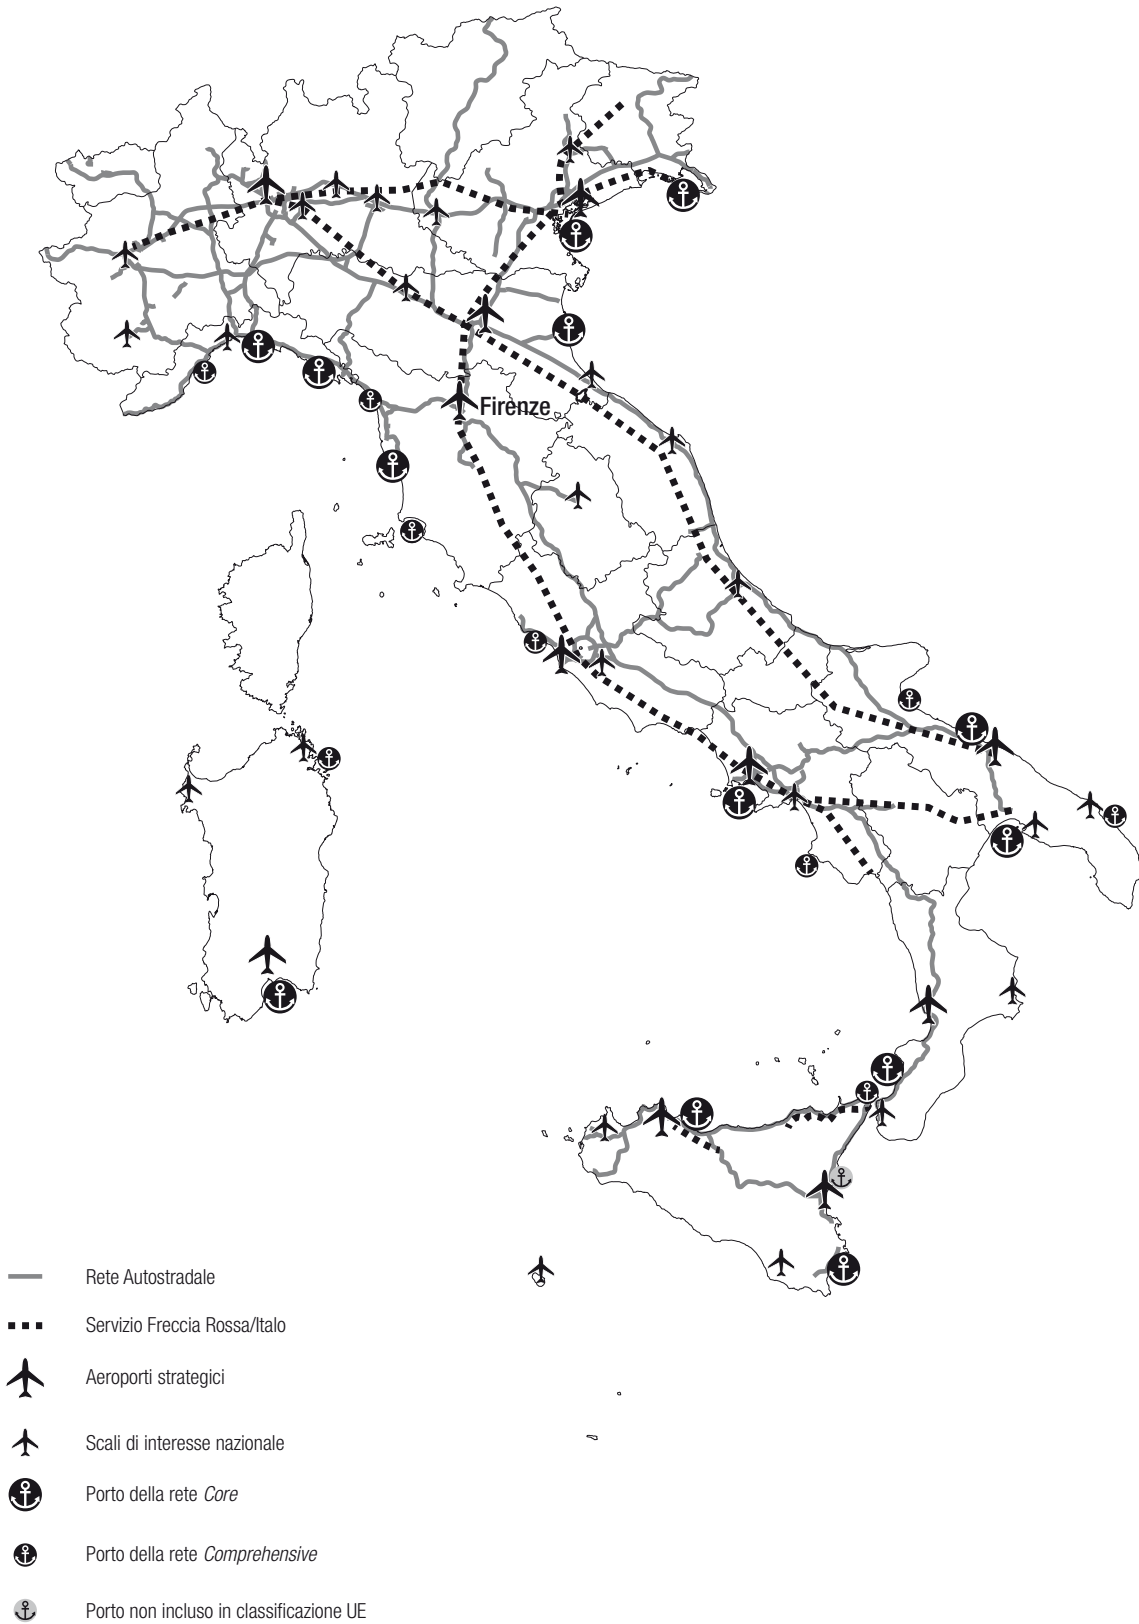 Firenze
Rete Autostradale
Servizio Freccia Rossa/Italo
Aeroporti strategici
Scali di interesse nazionale
Porto della rete Core
Porto della rete Comprehensive
Porto non incluso in classificazione UE